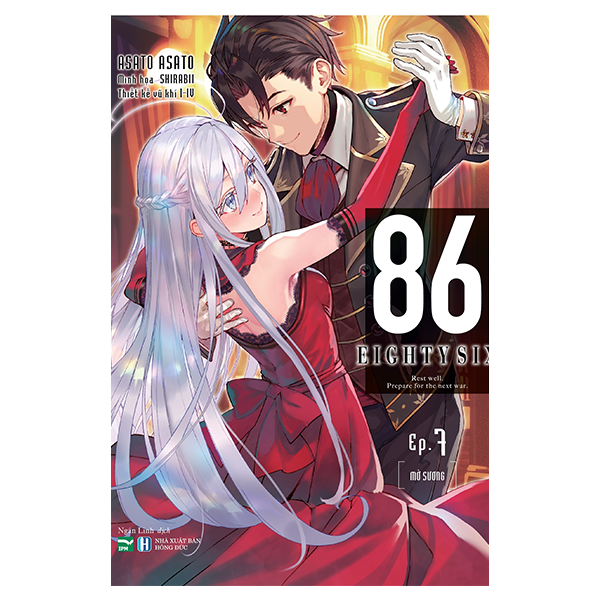 ASATO ASATO
Minh họa SHIRABII
Thiết kế vũ khí I-IV
86
EIGHTY SIX
Rest well.
Prepare for the next war.
Ep. 7
[ MỜ SƯƠNG ]
Ngân Linh dịch
IPM
H
NHÀ XUẤT BẢN
HỒNG ĐỨC